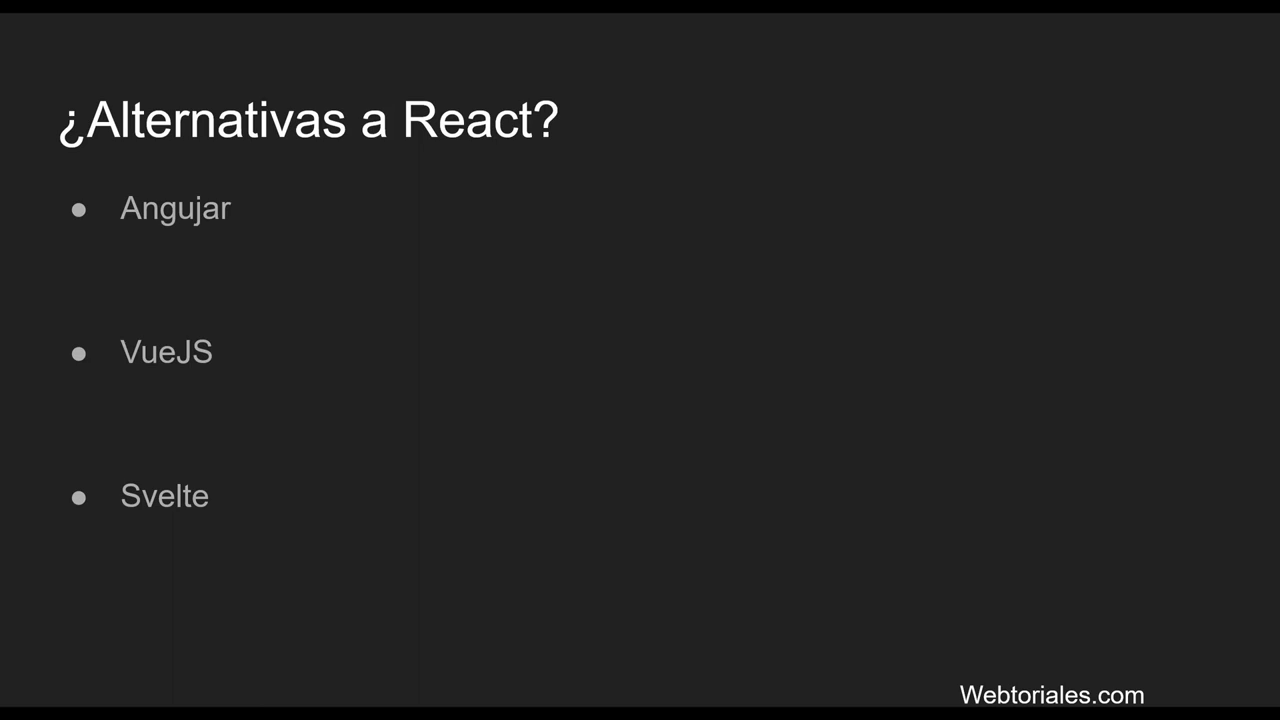 ¿Alternativas a React?
● Angujar
● VueJS
● Svelte
Webtoriales.com